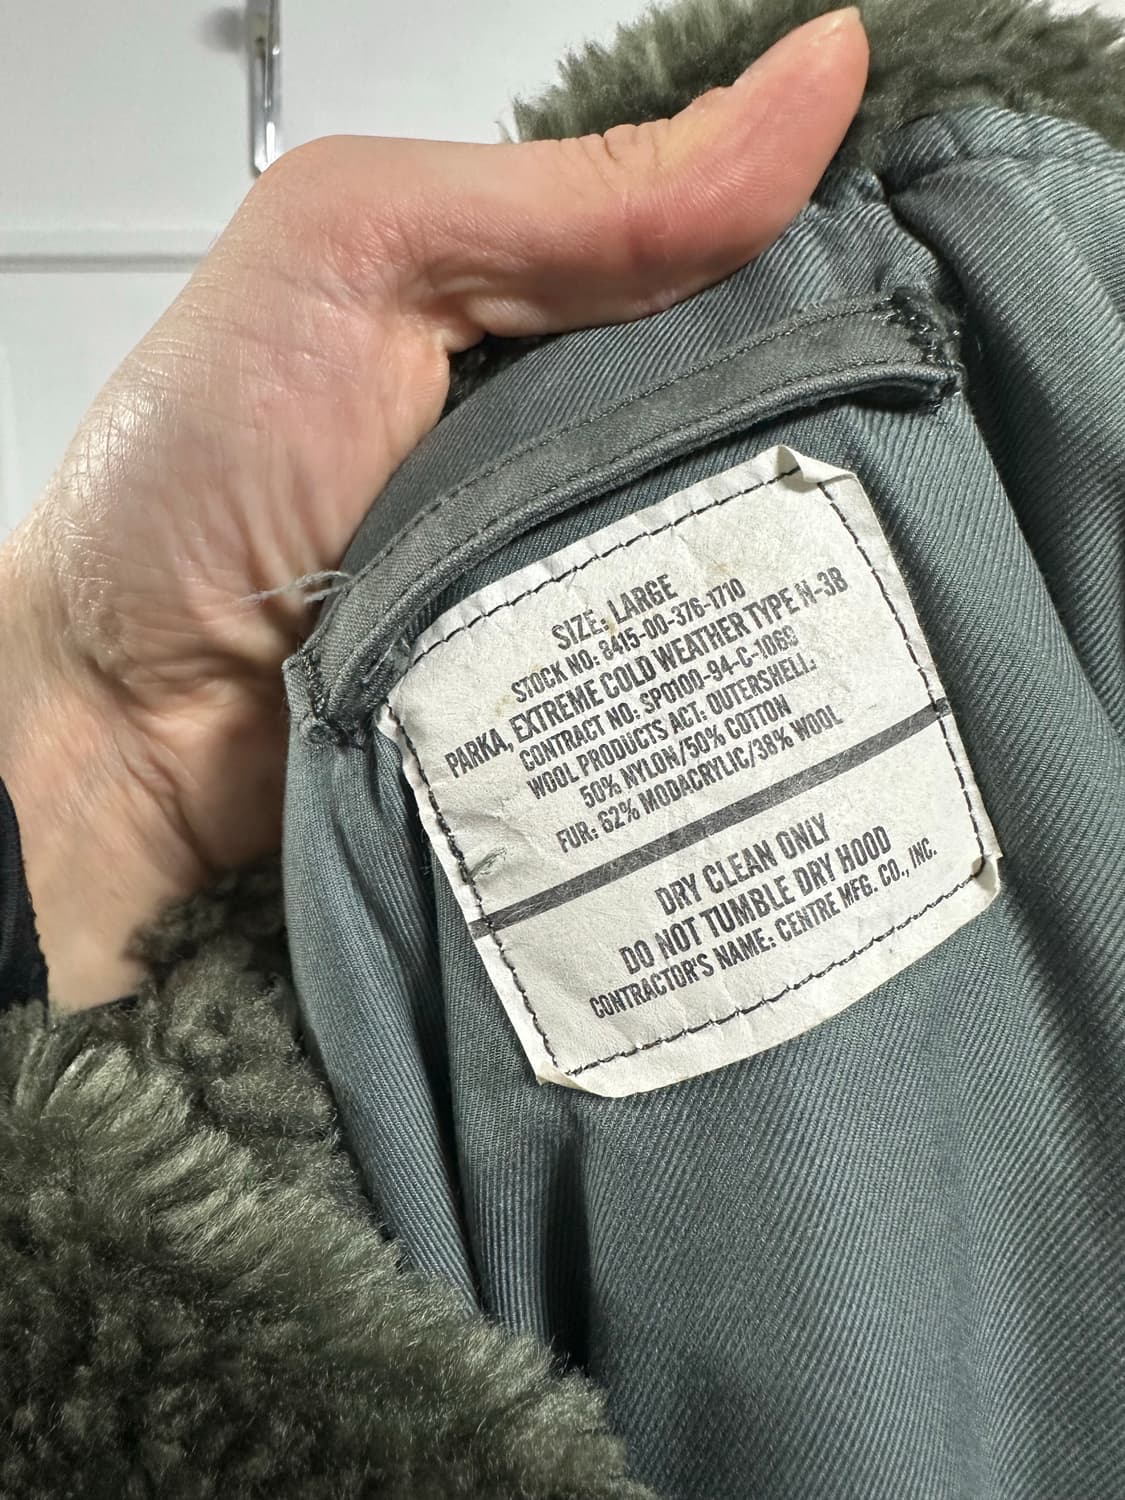 SIZE: LARGE
STOCK NO: 8415-00-376-1710
PARKA, EXTREME COLD WEATHER TYPE N-3B
CONTRACT NO: SP0100-94-C-1069
WOOL PRODUCTS ACT: OUTERSHELL:
50% NYLON/50% COTTON
FUR: 62% MODACRYLIC/38% WOOL
DRY CLEAN ONLY
DO NOT TUMBLE DRY HOOD
CONTRACTOR'S NAME: CENTRE MFG. CO., INC.